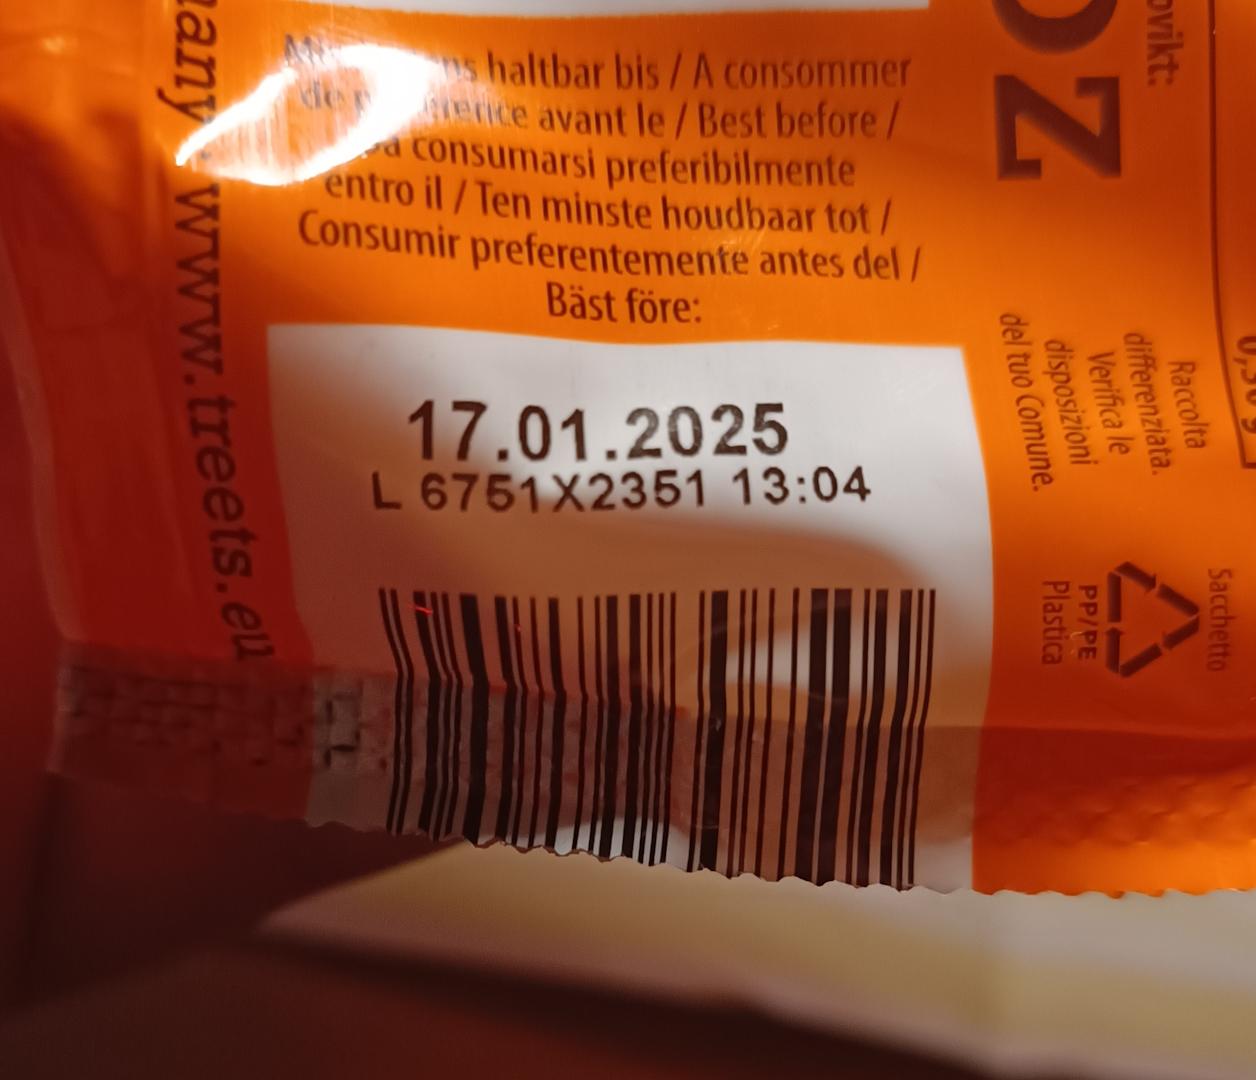 haltbar bis / A consommer
avant le / Best before /
consumarsi preferibilmente
entro il / Ten minste houdbaar tot /
Consumir preferentemente antes del /
Bäst före:
17.01.2025
L 6751X2351 13:04
www.treets.eu
OZ
Raccolta
differenziata.
Verifica le
disposizioni
del tuo Comune.
Sacchetto
PP/PE
Plastica